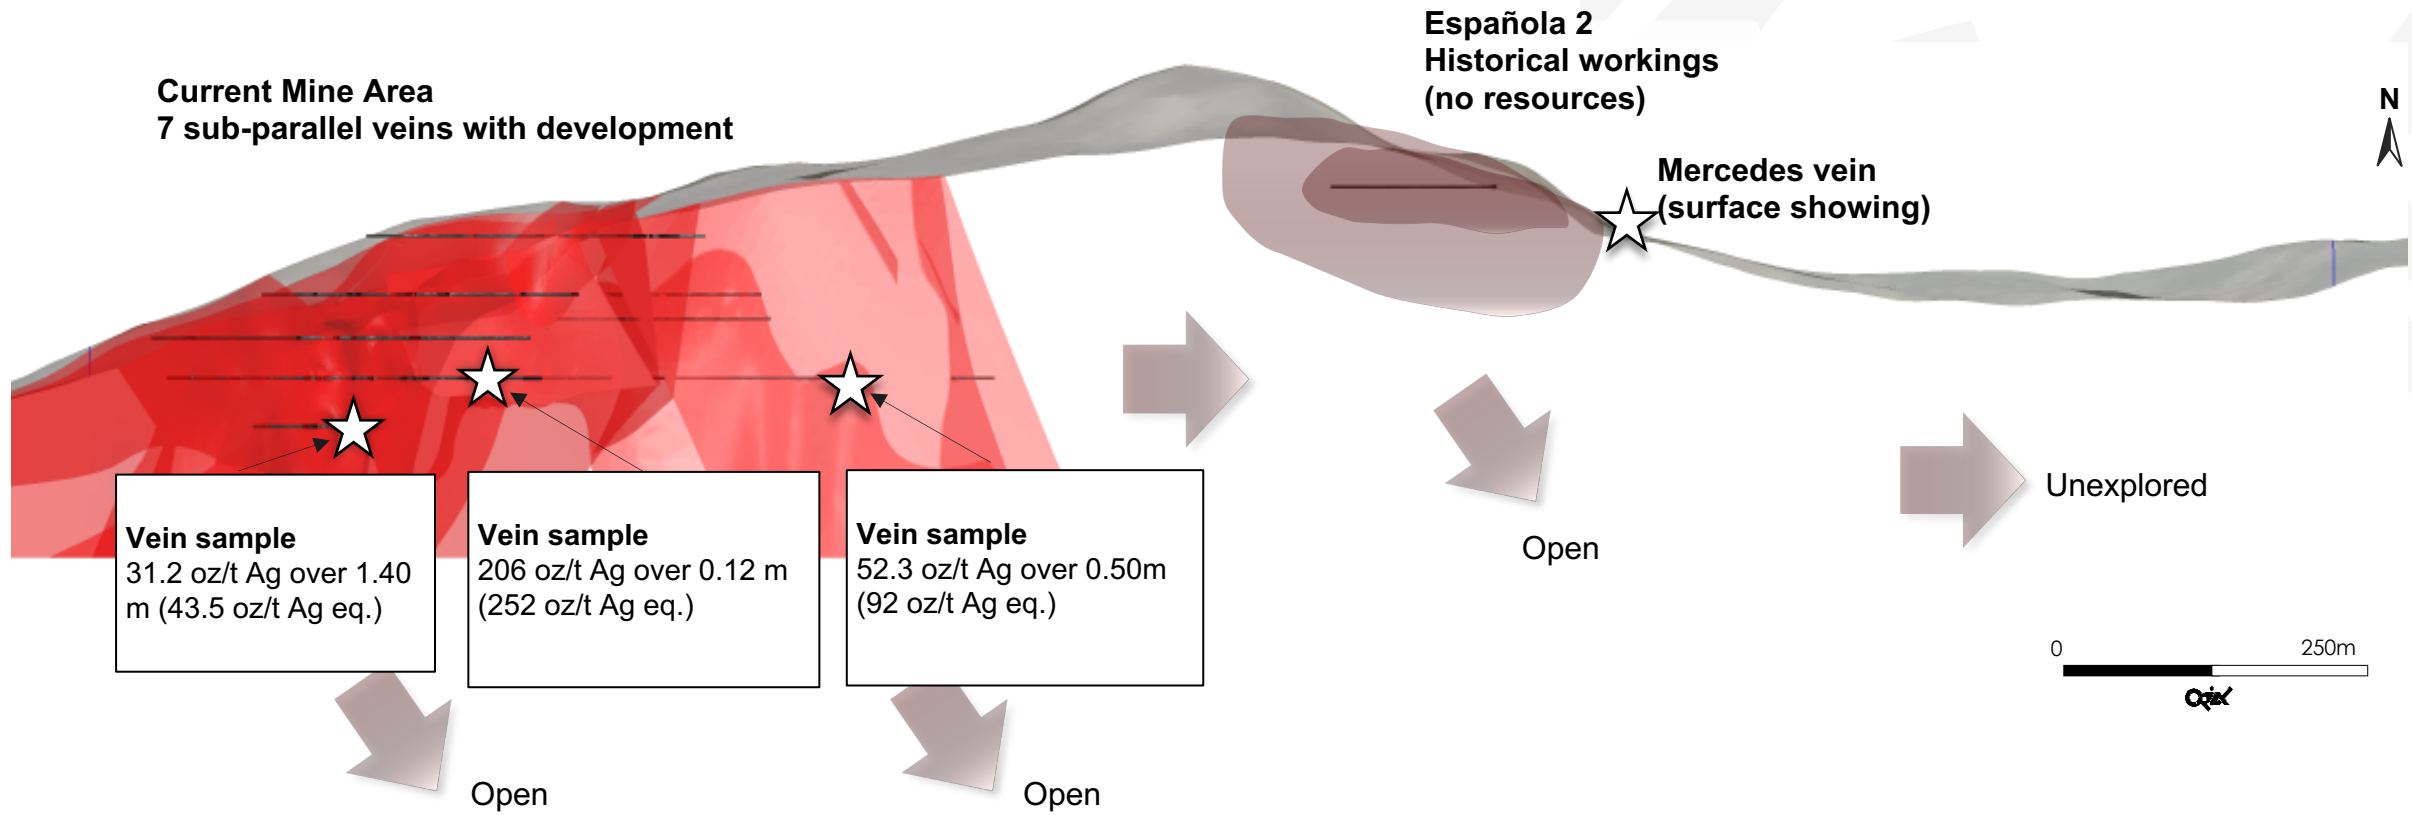 Española 2
Historical workings
(no resources)
Current Mine Area
7 sub-parallel veins with development
N
Mercedes vein
(surface showing)
Vein sample
31.2 oz/t Ag over 1.40
m (43.5 oz/t Ag eq.)
Vein sample
206 oz/t Ag over 0.12 m
(252 oz/t Ag eq.)
Vein sample
52.3 oz/t Ag over 0.50m
(92 oz/t Ag eq.)
Unexplored
Open
0 250m
Open
Open